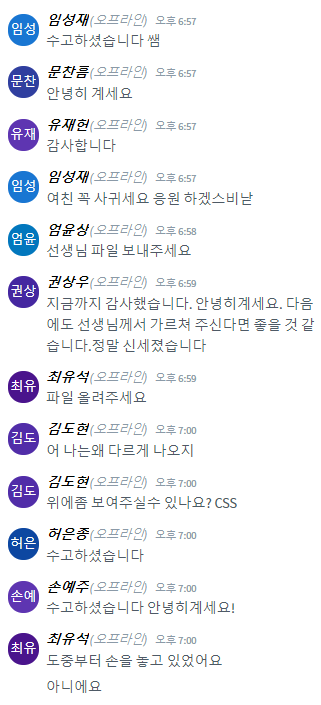 임성
임성재(오프라인) 오후 6:57
수고하셨습니다 쌤
문찬
문찬흠(오프라인) 오후 6:57
안녕히 계세요
유재
유재헌(오프라인) 오후 6:57
감사합니다
임성
임성재(오프라인) 오후 6:57
여친 꼭 사귀세요 응원 하겠스비낟
엄윤
엄윤상(오프라인) 오후 6:58
선생님 파일 보내주세요
권상
권상우(오프라인) 오후 6:59
지금까지 감사했습니다. 안녕히계세요. 다음
에도 선생님께서 가르쳐 주신다면 좋을 것 같
습니다.정말 신세졌습니다
최유
최유석(오프라인) 오후 6:59
파일 올려주세요
김도
김도현(오프라인) 오후 7:00
어 나는왜 다르게 나오지
김도
김도현(오프라인) 오후 7:00
위에좀 보여주실수 있나요? CSS
허은
허은종(오프라인) 오후 7:00
수고하셨습니다
손예
손예주(오프라인) 오후 7:00
수고하셨습니다 안녕히계세요!
최유
최유석(오프라인) 오후 7:00
도중부터 손을 놓고 있었어요
아니에요